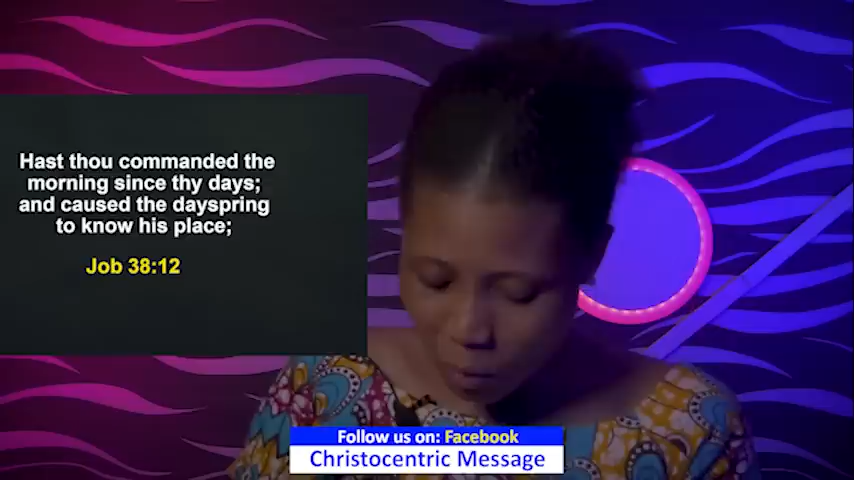 Hast thou commanded the
morning since thy days;
and caused the dayspring
to know his place;
Job 38:12
Follow us on: Facebook
Christocentric Message